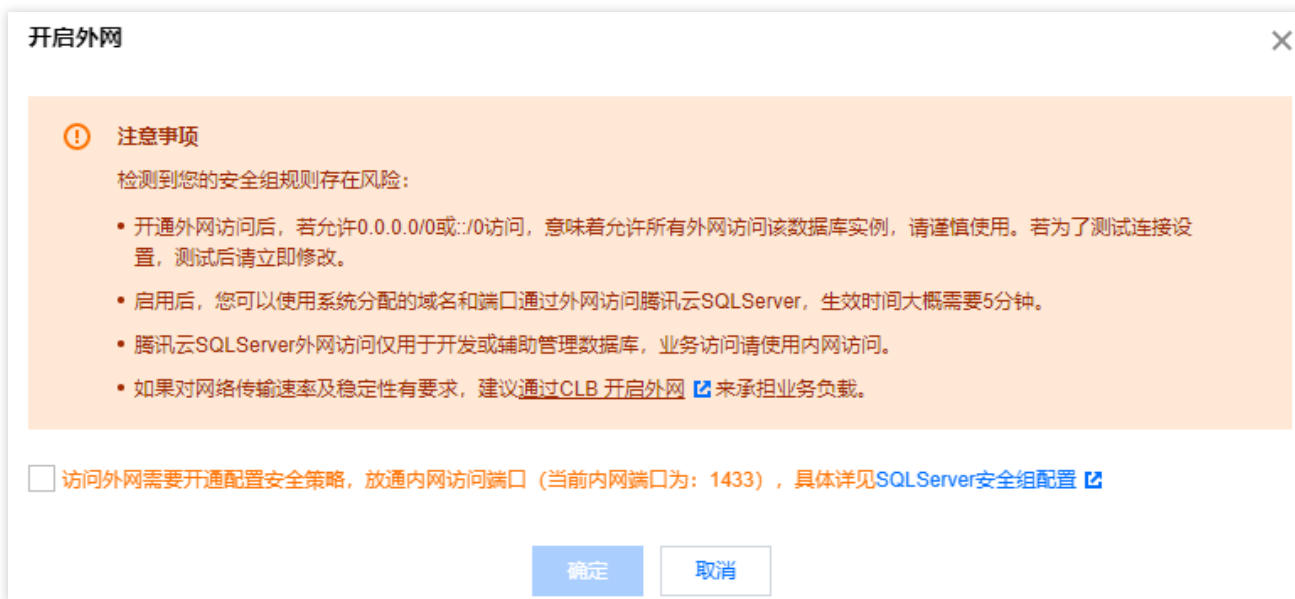 开启外网
注意事项
检测到您的安全组规则存在风险：
• 开通外网访问后，若允许0.0.0.0/0或::/0访问，意味着允许所有外网访问该数据库实例，请谨慎使用。若为了测试连接设
置，测试后请立即修改。
• 启用后，您可以使用系统分配的域名和端口通过外网访问腾讯云SQLServer，生效时间大概需要5分钟。
• 腾讯云SQLServer外网访问仅用于开发或辅助管理数据库，业务访问请使用内网访问。
• 如果对网络传输速率及稳定性有要求，建议通过CLB 开启外网 来承担业务负载。
访问外网需要开通配置安全策略，放通内网访问端口（当前内网端口为：1433），具体详见SQLServer安全组配置
确定
取消